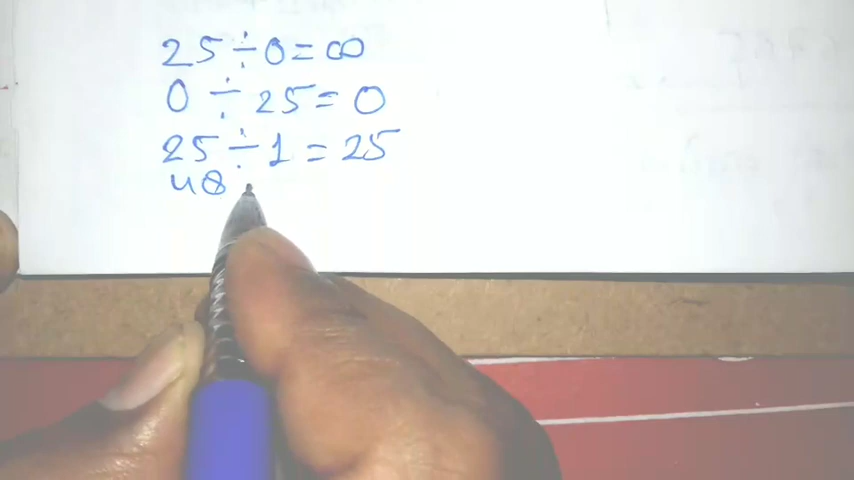 25 ÷ 0 = ∞
0 ÷ 25 = 0
25 ÷ 1 = 25
48